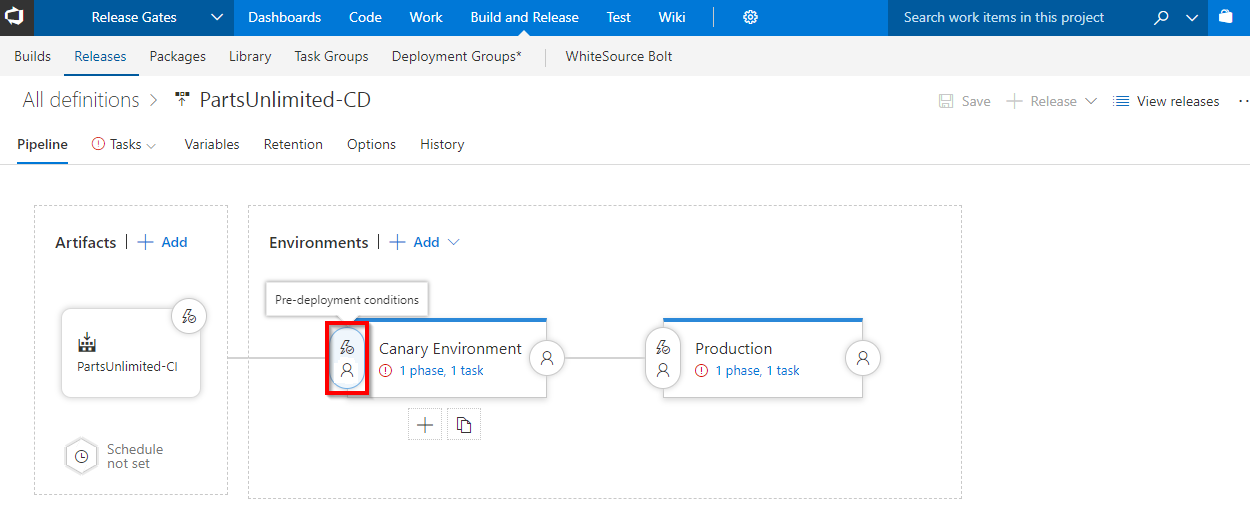 Release Gates Dashboards Code Work Build and Release Test Wiki Search work items in this project
Builds Releases Packages Library Task Groups Deployment Groups* WhiteSource Bolt
All definitions PartsUnlimited-CD Save Release View releases
Pipeline Tasks Variables Retention Options History
Artifacts Add
Environments Add
Pre-deployment conditions
PartsUnlimited-CI
Canary Environment
1 phase, 1 task
Production
1 phase, 1 task
Schedule
not set